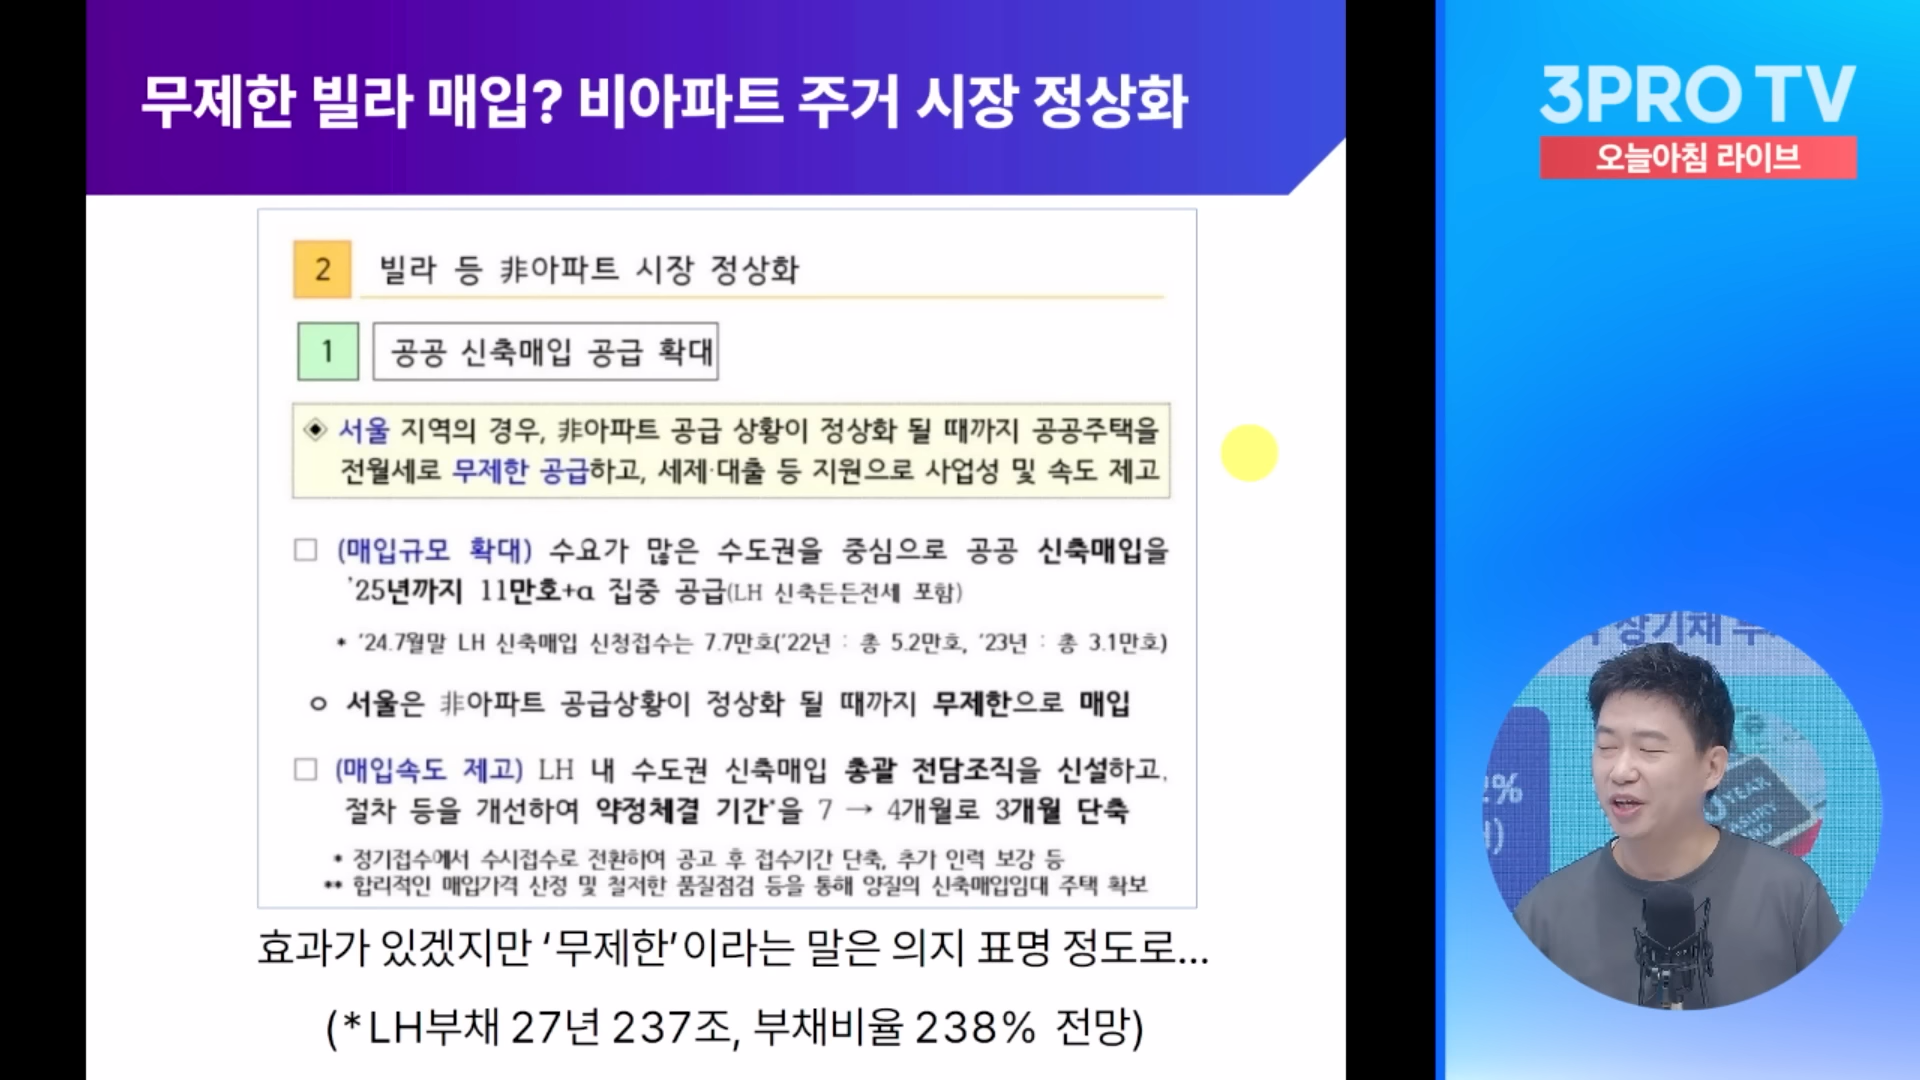 무제한 빌라 매입? 비아파트 주거 시장 정상화
3PRO TV
오늘아침 라이브
2 빌라 등 非아파트 시장 정상화
1 공공 신축매입 공급 확대
◈ 서울 지역의 경우, 非아파트 공급 상황이 정상화 될 때까지 공공주택을
전월세로 무제한 공급하고, 세제·대출 등 지원으로 사업성 및 속도 제고
□ (매입규모 확대) 수요가 많은 수도권을 중심으로 공공 신축매입을
'25년까지 11만호+α 집중 공급(LH 신축든든전세 포함)
* '24.7월말 LH 신축매입 신청접수는 7.7만호('22년 : 총 5.2만호, '23년 : 총 3.1만호)
ㅇ 서울은 非아파트 공급상황이 정상화 될 때까지 무제한으로 매입
□ (매입속도 제고) LH 내 수도권 신축매입 총괄 전담조직을 신설하고,
절차 등을 개선하여 약정체결 기간*을 7 → 4개월로 3개월 단축
* 정기접수에서 수시접수로 전환하여 공고 후 접수기간 단축, 추가 인력 보강 등
** 합리적인 매입가격 산정 및 철저한 품질점검 등을 통해 양질의 신축매입임대 주택 확보
효과가 있겠지만 ‘무제한’이라는 말은 의지 표명 정도로...
(*LH부채 27년 237조, 부채비율 238% 전망)